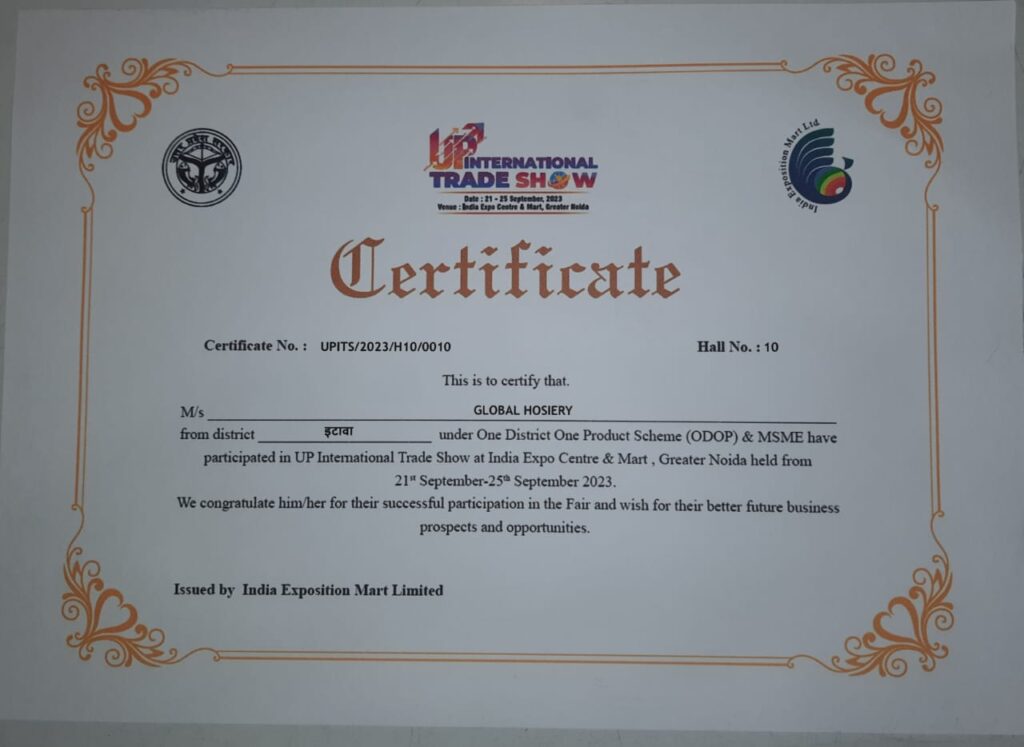 उत्तर प्रदेश सरकार
UP INTERNATIONAL
TRADE SHOW
Date : 21 - 25 September, 2023
Venue : India Expo Centre & Mart, Greater Noida
India Exposition Mart Ltd
Certificate
Certificate No. : UPITS/2023/H10/0010 Hall No. : 10
This is to certify that.
M/s GLOBAL HOSIERY
from district इटावा under One District One Product Scheme (ODOP) & MSME have
participated in UP International Trade Show at India Expo Centre & Mart , Greater Noida held from
21st September-25th September 2023.
We congratulate him/her for their successful participation in the Fair and wish for their better future business
prospects and opportunities.
Issued by India Exposition Mart Limited